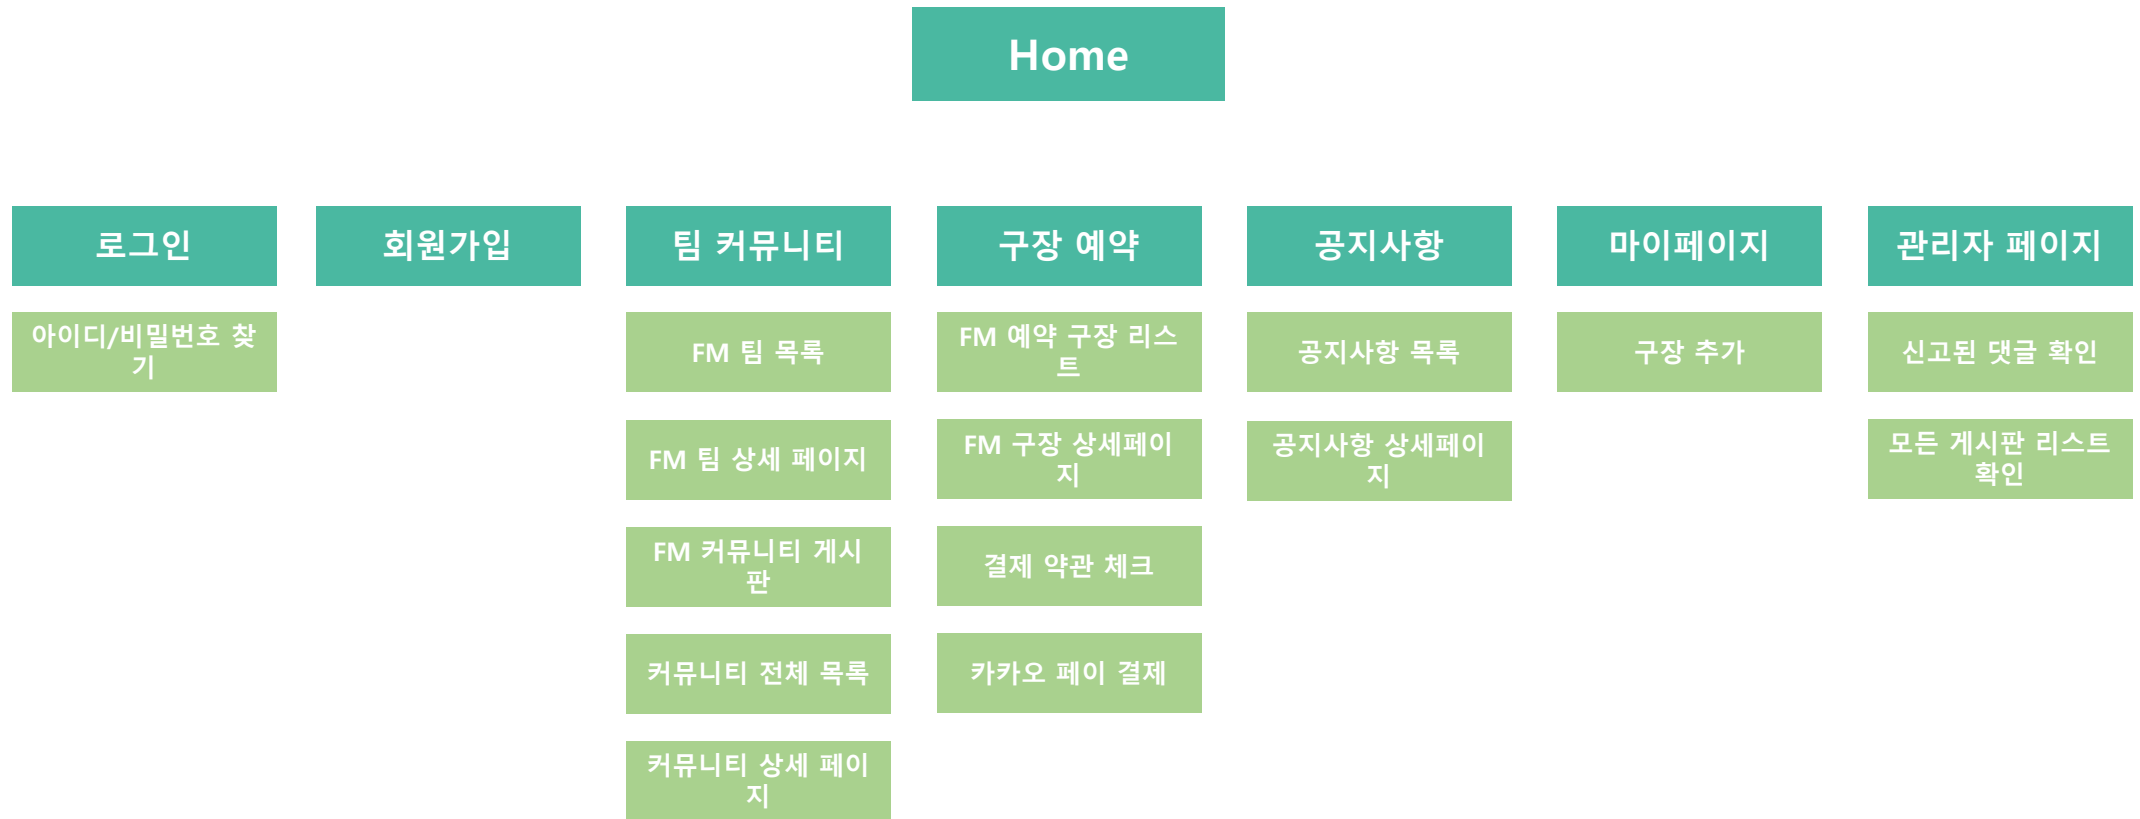 Home
로그인
회원가입
팀 커뮤니티
구장 예약
공지사항
마이페이지
관리자 페이지
아이디/비밀번호 찾
기
FM 팀 목록
FM 예약 구장 리스
트
공지사항 목록
구장 추가
신고된 댓글 확인
FM 팀 상세 페이지
FM 구장 상세페이
지
공지사항 상세페이
지
모든 게시판 리스트
확인
FM 커뮤니티 게시
판
결제 약관 체크
커뮤니티 전체 목록
카카오 페이 결제
커뮤니티 상세 페이
지